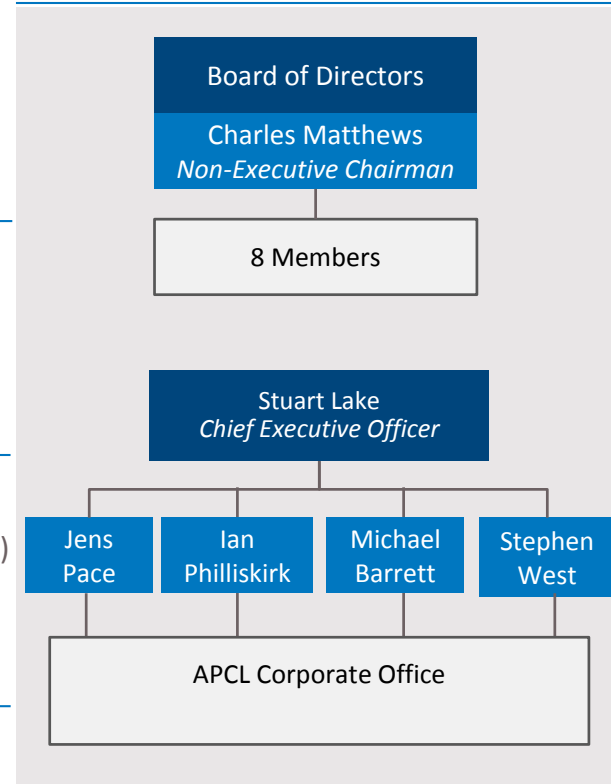 Board of Directors
Charles Matthews
Non-Executive Chairman
8 Members
Stuart Lake
Chief Executive Officer
)
Jens
Pace
Ian
Philliskirk
Michael
Barrett
Stephen
West
APCL Corporate Office